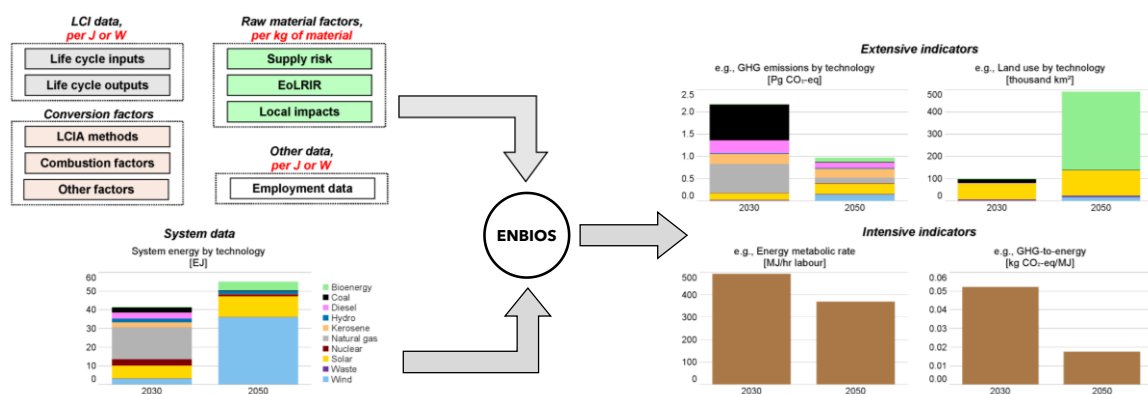 LCI data,
per J or W
Life cycle inputs
Life cycle outputs
Conversion factors
LCIA methods
Combustion factors
Other factors
Raw material factors,
per kg of material
Supply risk
EoLRIR
Local impacts
Other data,
per J or W
Employment data
System data
System energy by technology
[EJ]
60
50
40
30
20
10
0
2030
2050
Bioenergy
Coal
Diesel
Hydro
Kerosene
Natural gas
Nuclear
Solar
Waste
Wind
ENBIOS
Extensive indicators
e.g., GHG emissions by technology
[Pg CO₂-eq]
2.5
2.0
1.5
1.0
0.5
0.0
2030
2050
e.g., Land use by technology
[thousand km²]
500
400
300
200
100
0
2030
2050
Intensive indicators
e.g., Energy metabolic rate
[MJ/hr labour]
500
400
300
200
100
0
2030
2050
e.g., GHG-to-energy
[kg CO₂-eq/MJ]
0.06
0.05
0.04
0.03
0.02
0.01
0.00
2030
2050